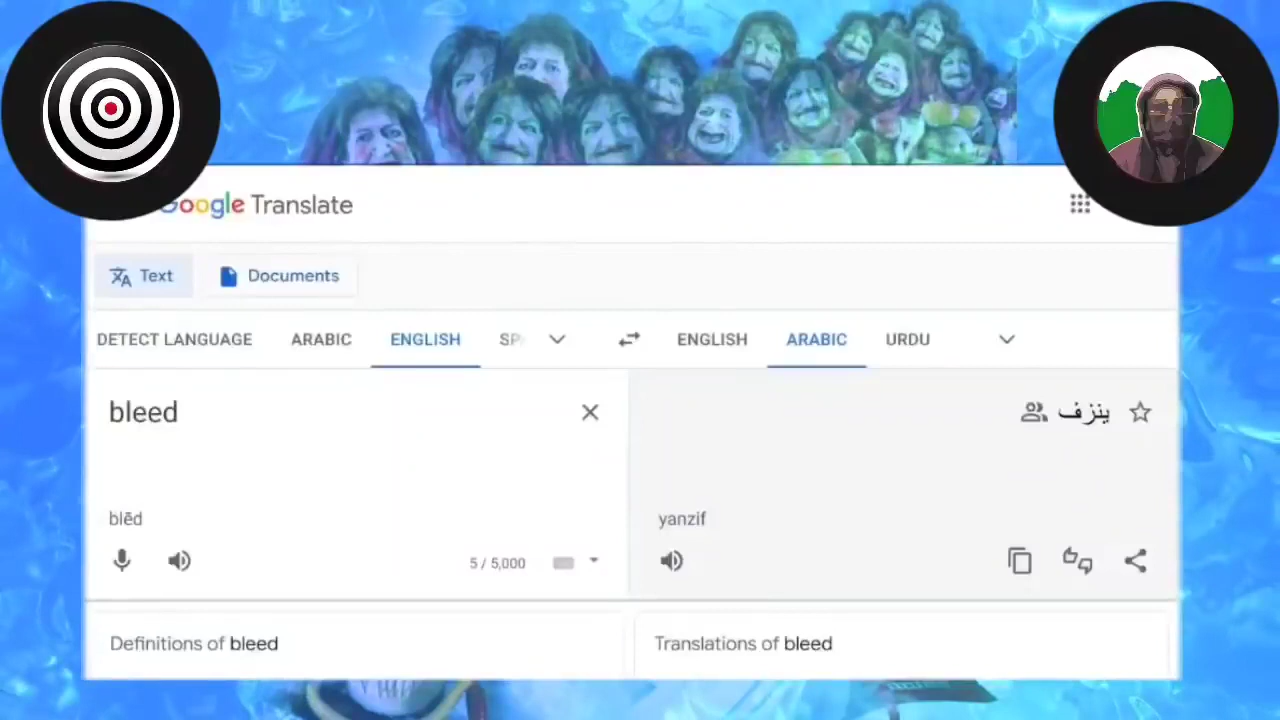 Google Translate
Text
Documents
DETECT LANGUAGE
ARABIC
ENGLISH
ENGLISH
ARABIC
URDU
bleed
ينزف
blēd
yanzif
5 / 5,000
Definitions of bleed
Translations of bleed